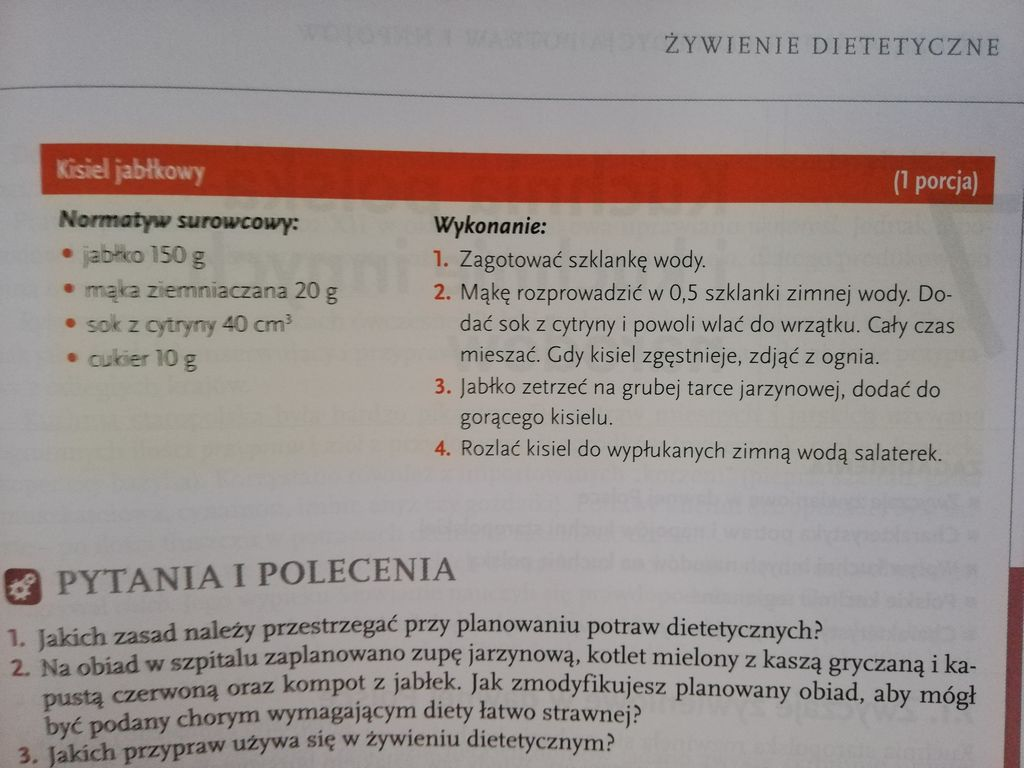 ŻYWIENIE DIETETYCZNE
Kisiel jabłkowy
(1 porcja)
Normatyw surowcowy:
• jabłko 150 g
• mąka ziemniaczana 20 g
• sok z cytryny 40 cm³
• cukier 10 g
Wykonanie:
1. Zagotować szklankę wody.
2. Mąkę rozprowadzić w 0,5 szklanki zimnej wody. Do-
dać sok z cytryny i powoli wlać do wrzątku. Cały czas
mieszać. Gdy kisiel zgęstnieje, zdjąć z ognia.
3. Jabłko zetrzeć na grubej tarce jarzynowej, dodać do
gorącego kisielu.
4. Rozlać kisiel do wypłukanych zimną wodą salaterek.
PYTANIA I POLECENIA
1. Jakich zasad należy przestrzegać przy planowaniu potraw dietetycznych?
2. Na obiad w szpitalu zaplanowano zupę jarzynową, kotlet mielony z kaszą gryczaną i ka-
pustą czerwoną oraz kompot z jabłek. Jak zmodyfikujesz planowany obiad, aby mógł
być podany chorym wymagającym diety łatwo strawnej?
3. Jakich przypraw używa się w żywieniu dietetycznym?